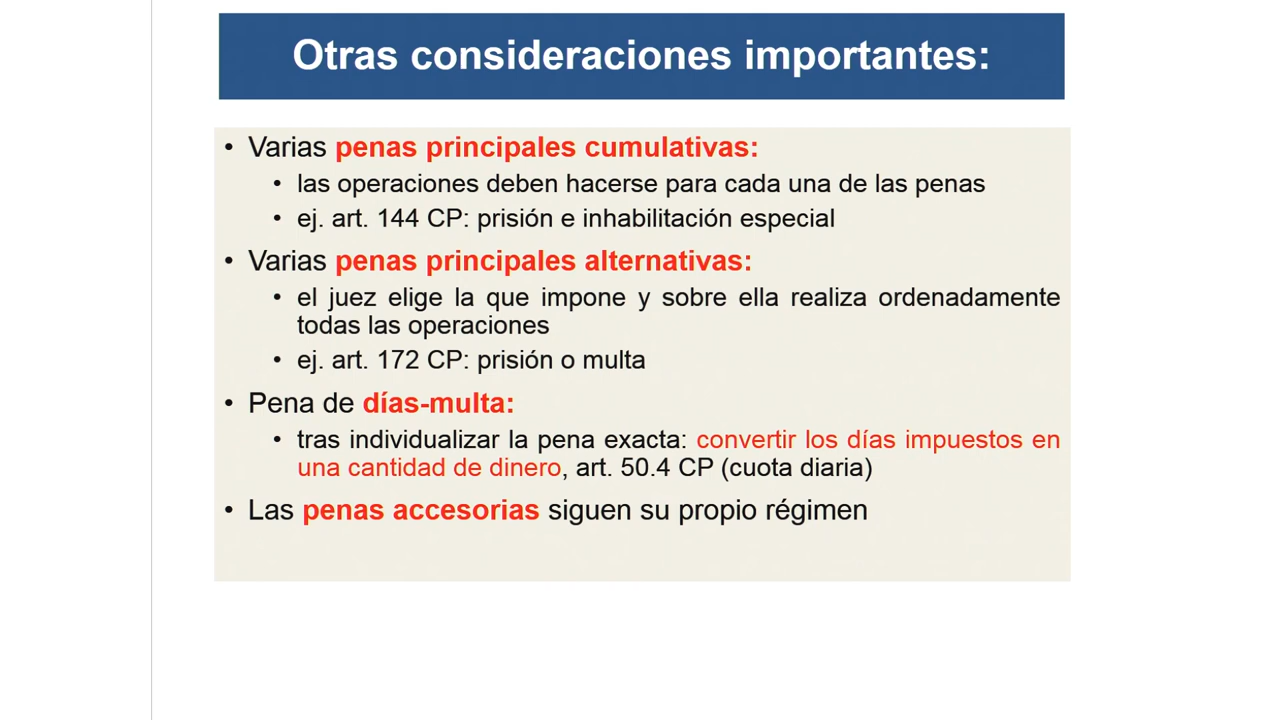 Otras consideraciones importantes:
• Varias penas principales cumulativas:
• las operaciones deben hacerse para cada una de las penas
• ej. art. 144 CP: prisión e inhabilitación especial
• Varias penas principales alternativas:
• el juez elige la que impone y sobre ella realiza ordenadamente
todas las operaciones
• ej. art. 172 CP: prisión o multa
• Pena de días-multa:
• tras individualizar la pena exacta: convertir los días impuestos en
una cantidad de dinero, art. 50.4 CP (cuota diaria)
• Las penas accesorias siguen su propio régimen